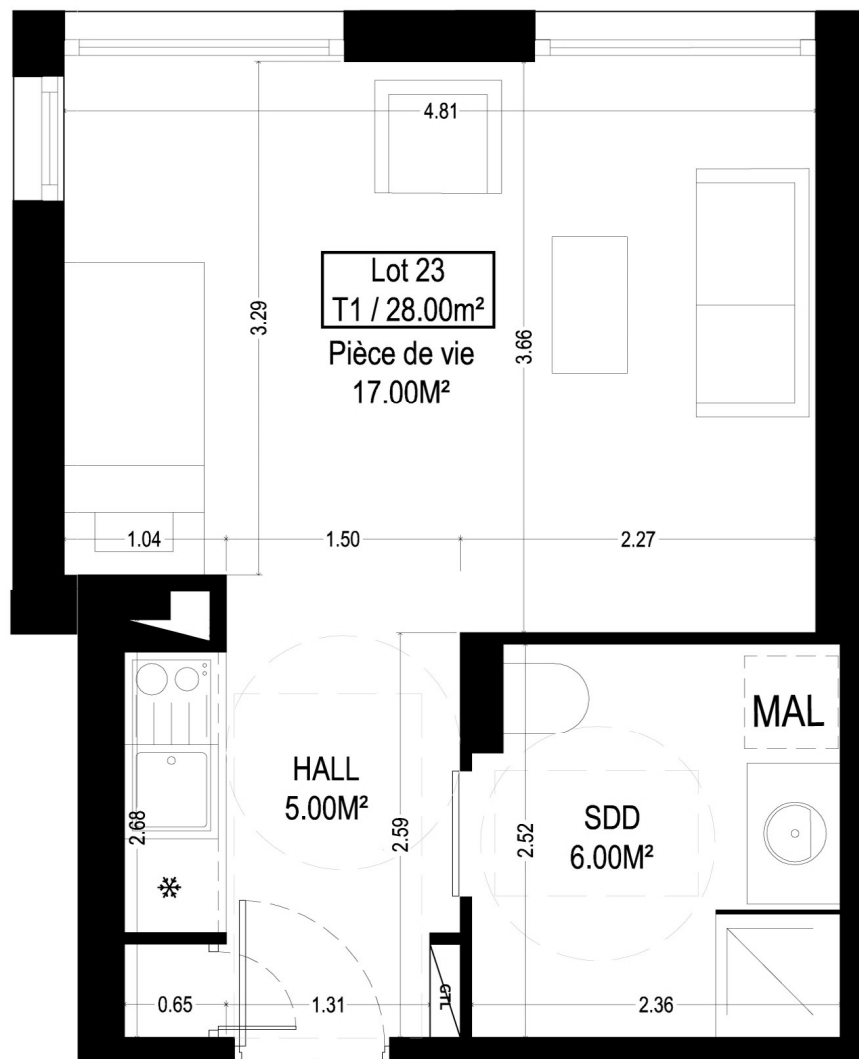 4.81
Lot 23
T1 / 28.00m²
3.29
3.66
Pièce de vie
17.00M²
1.04
1.50
2.27
MAL
HALL
5.00M²
SDD
6.00M²
2.68
2.59
2.52
0.65
1.31
GTL
2.36